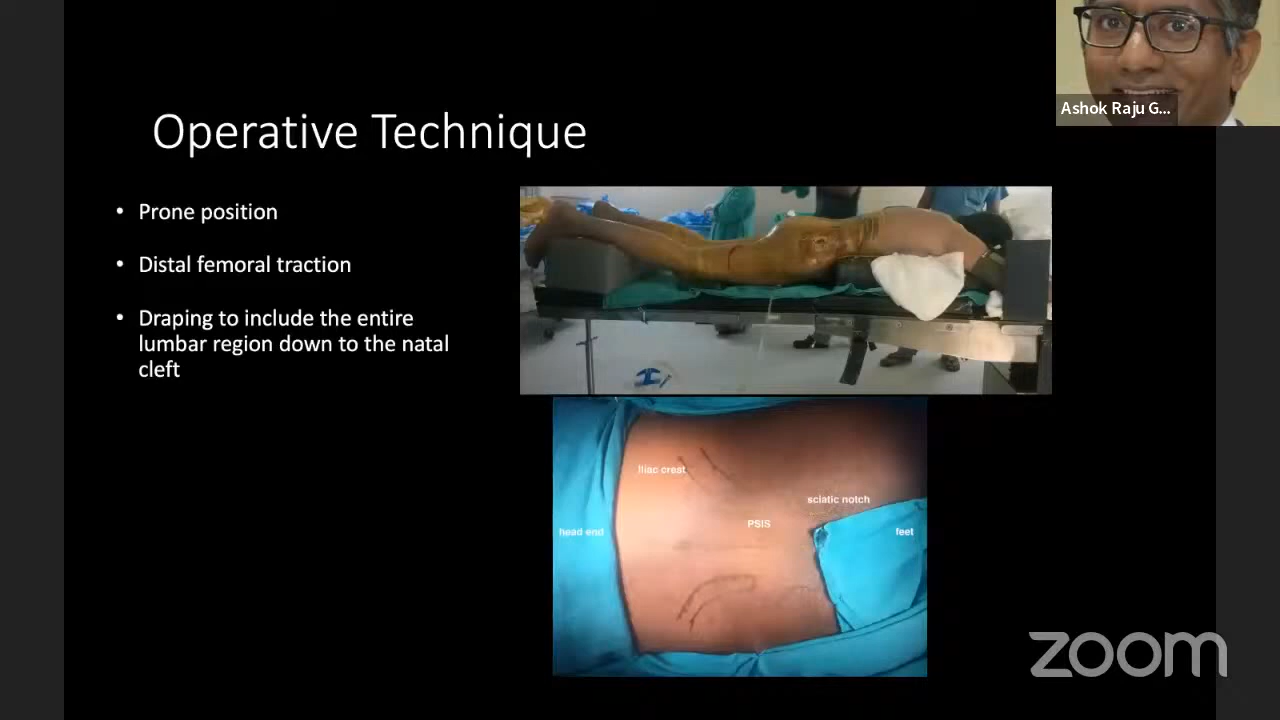 Ashok Raju G...
Operative Technique
• Prone position
• Distal femoral traction
• Draping to include the entire
lumbar region down to the natal
cleft
Iliac crest
sciatic notch
PSIS
head end
feet
zoom